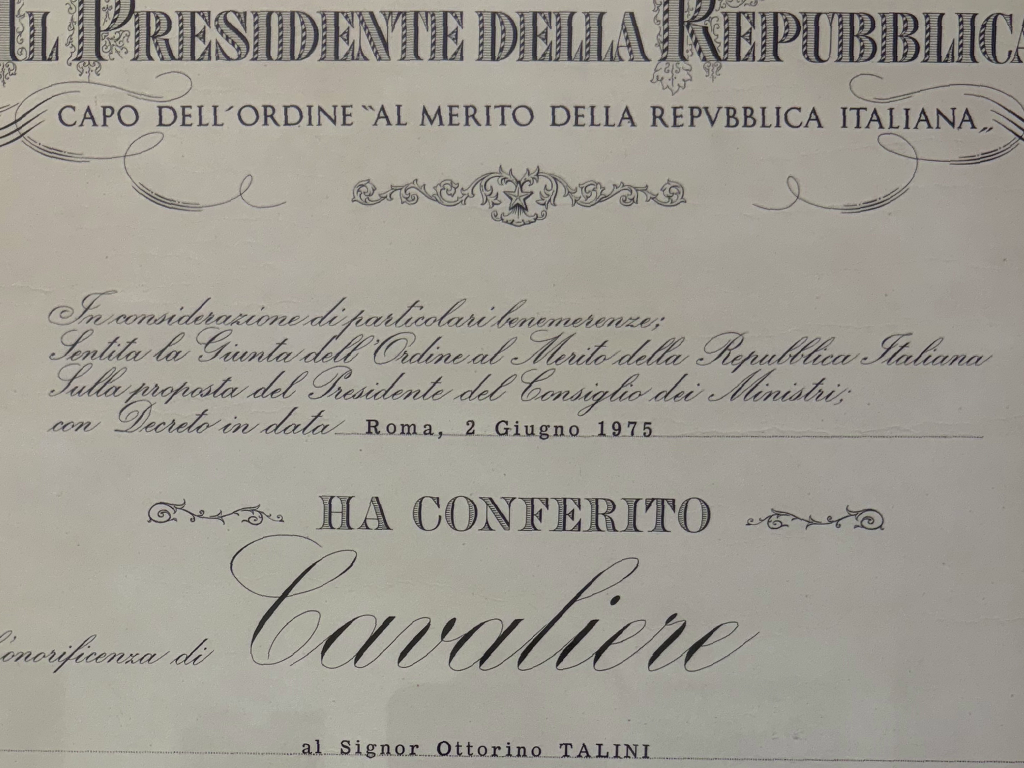 IL PRESIDENTE DELLA REPUBBLICA
CAPO DELL'ORDINE “AL MERITO DELLA REPVBBLICA ITALIANA„
In considerazione di particolari benemerenze;
Sentita la Giunta dell'Ordine al Merito della Repubblica Italiana
Sulla proposta del Presidente del Consiglio dei Ministri;
con Decreto in data Roma, 2 Giugno 1975
HA CONFERITO
l'onorificenza di Cavaliere
al Signor Ottorino TALINI